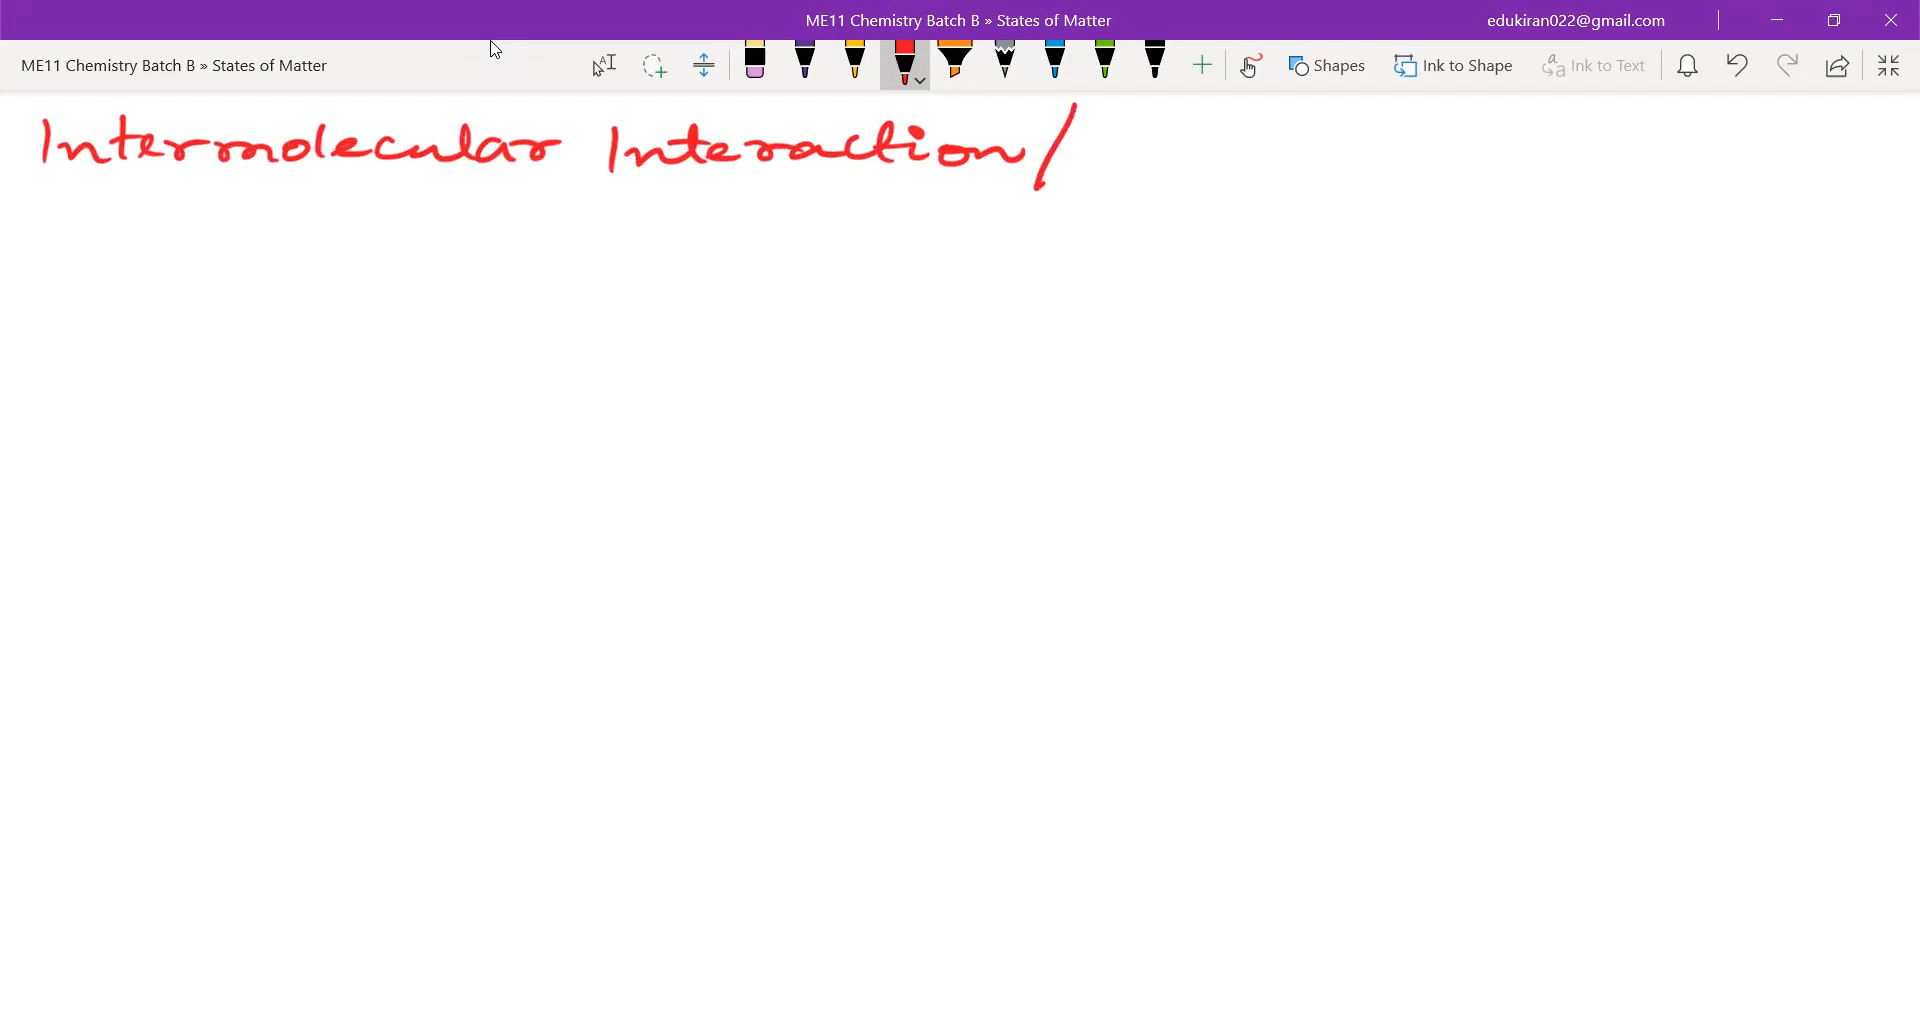 ME11 Chemistry Batch B » States of Matter
edukiran022@gmail.com
ME11 Chemistry Batch B » States of Matter
Shapes
Ink to Shape
Ink to Text
Intermolecular Interaction/